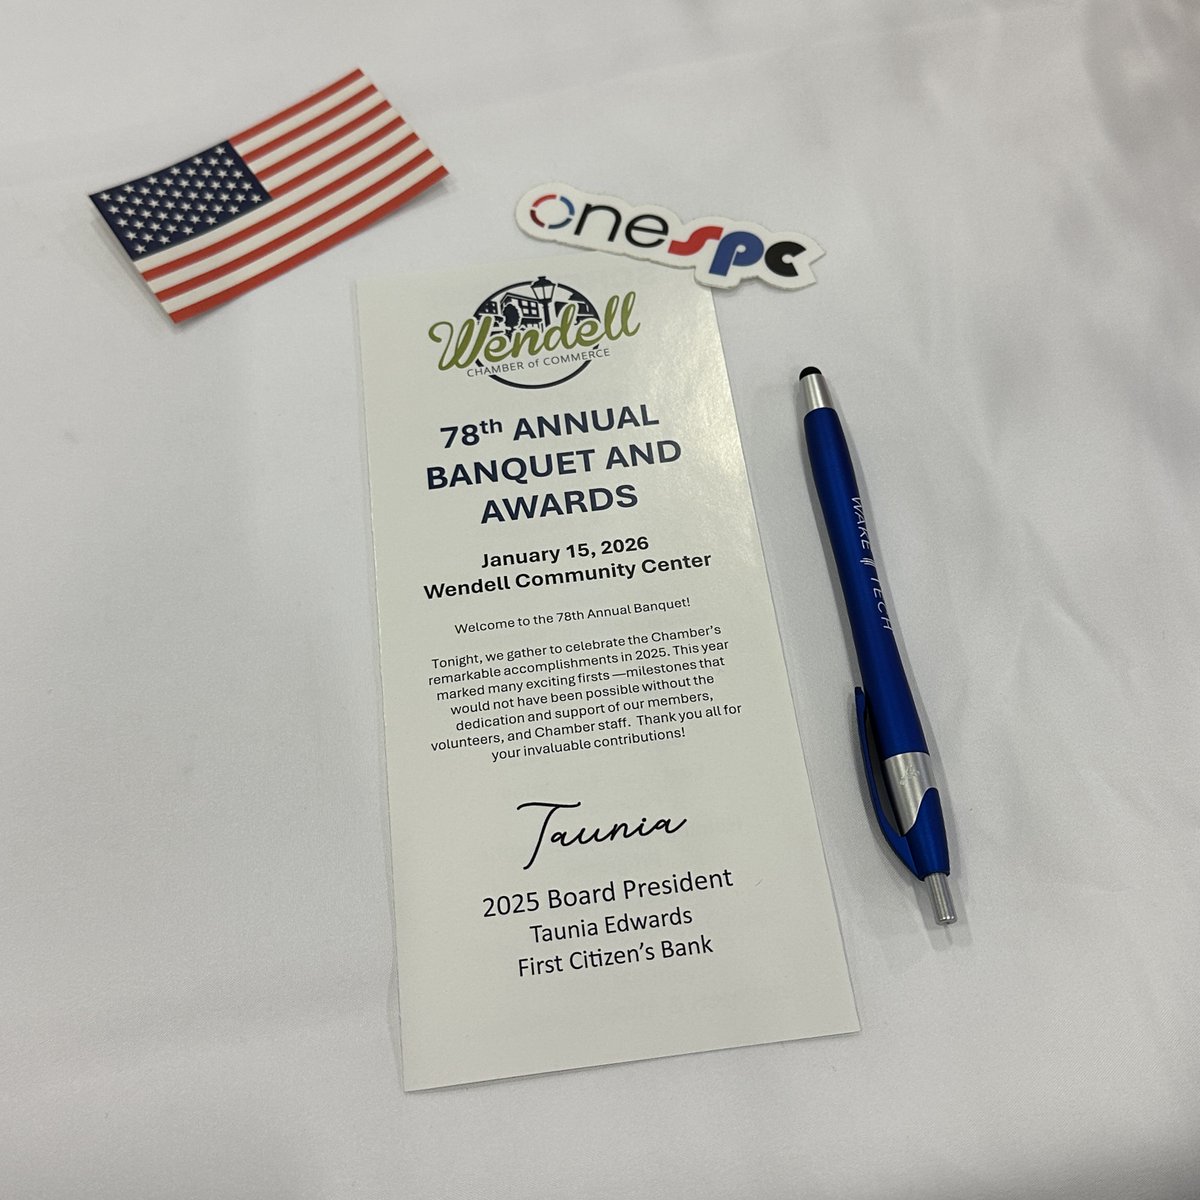 onespc
Wendell
CHAMBER of COMMERCE
78th ANNUAL
BANQUET AND
AWARDS
January 15, 2026
Wendell Community Center
Welcome to the 78th Annual Banquet!
Tonight, we gather to celebrate the Chamber's
remarkable accomplishments in 2025. This year
marked many exciting firsts —milestones that
would not have been possible without the
dedication and support of our members,
volunteers, and Chamber staff. Thank you all for
your invaluable contributions!
Taunia
2025 Board President
Taunia Edwards
First Citizen's Bank
WAKE TECH